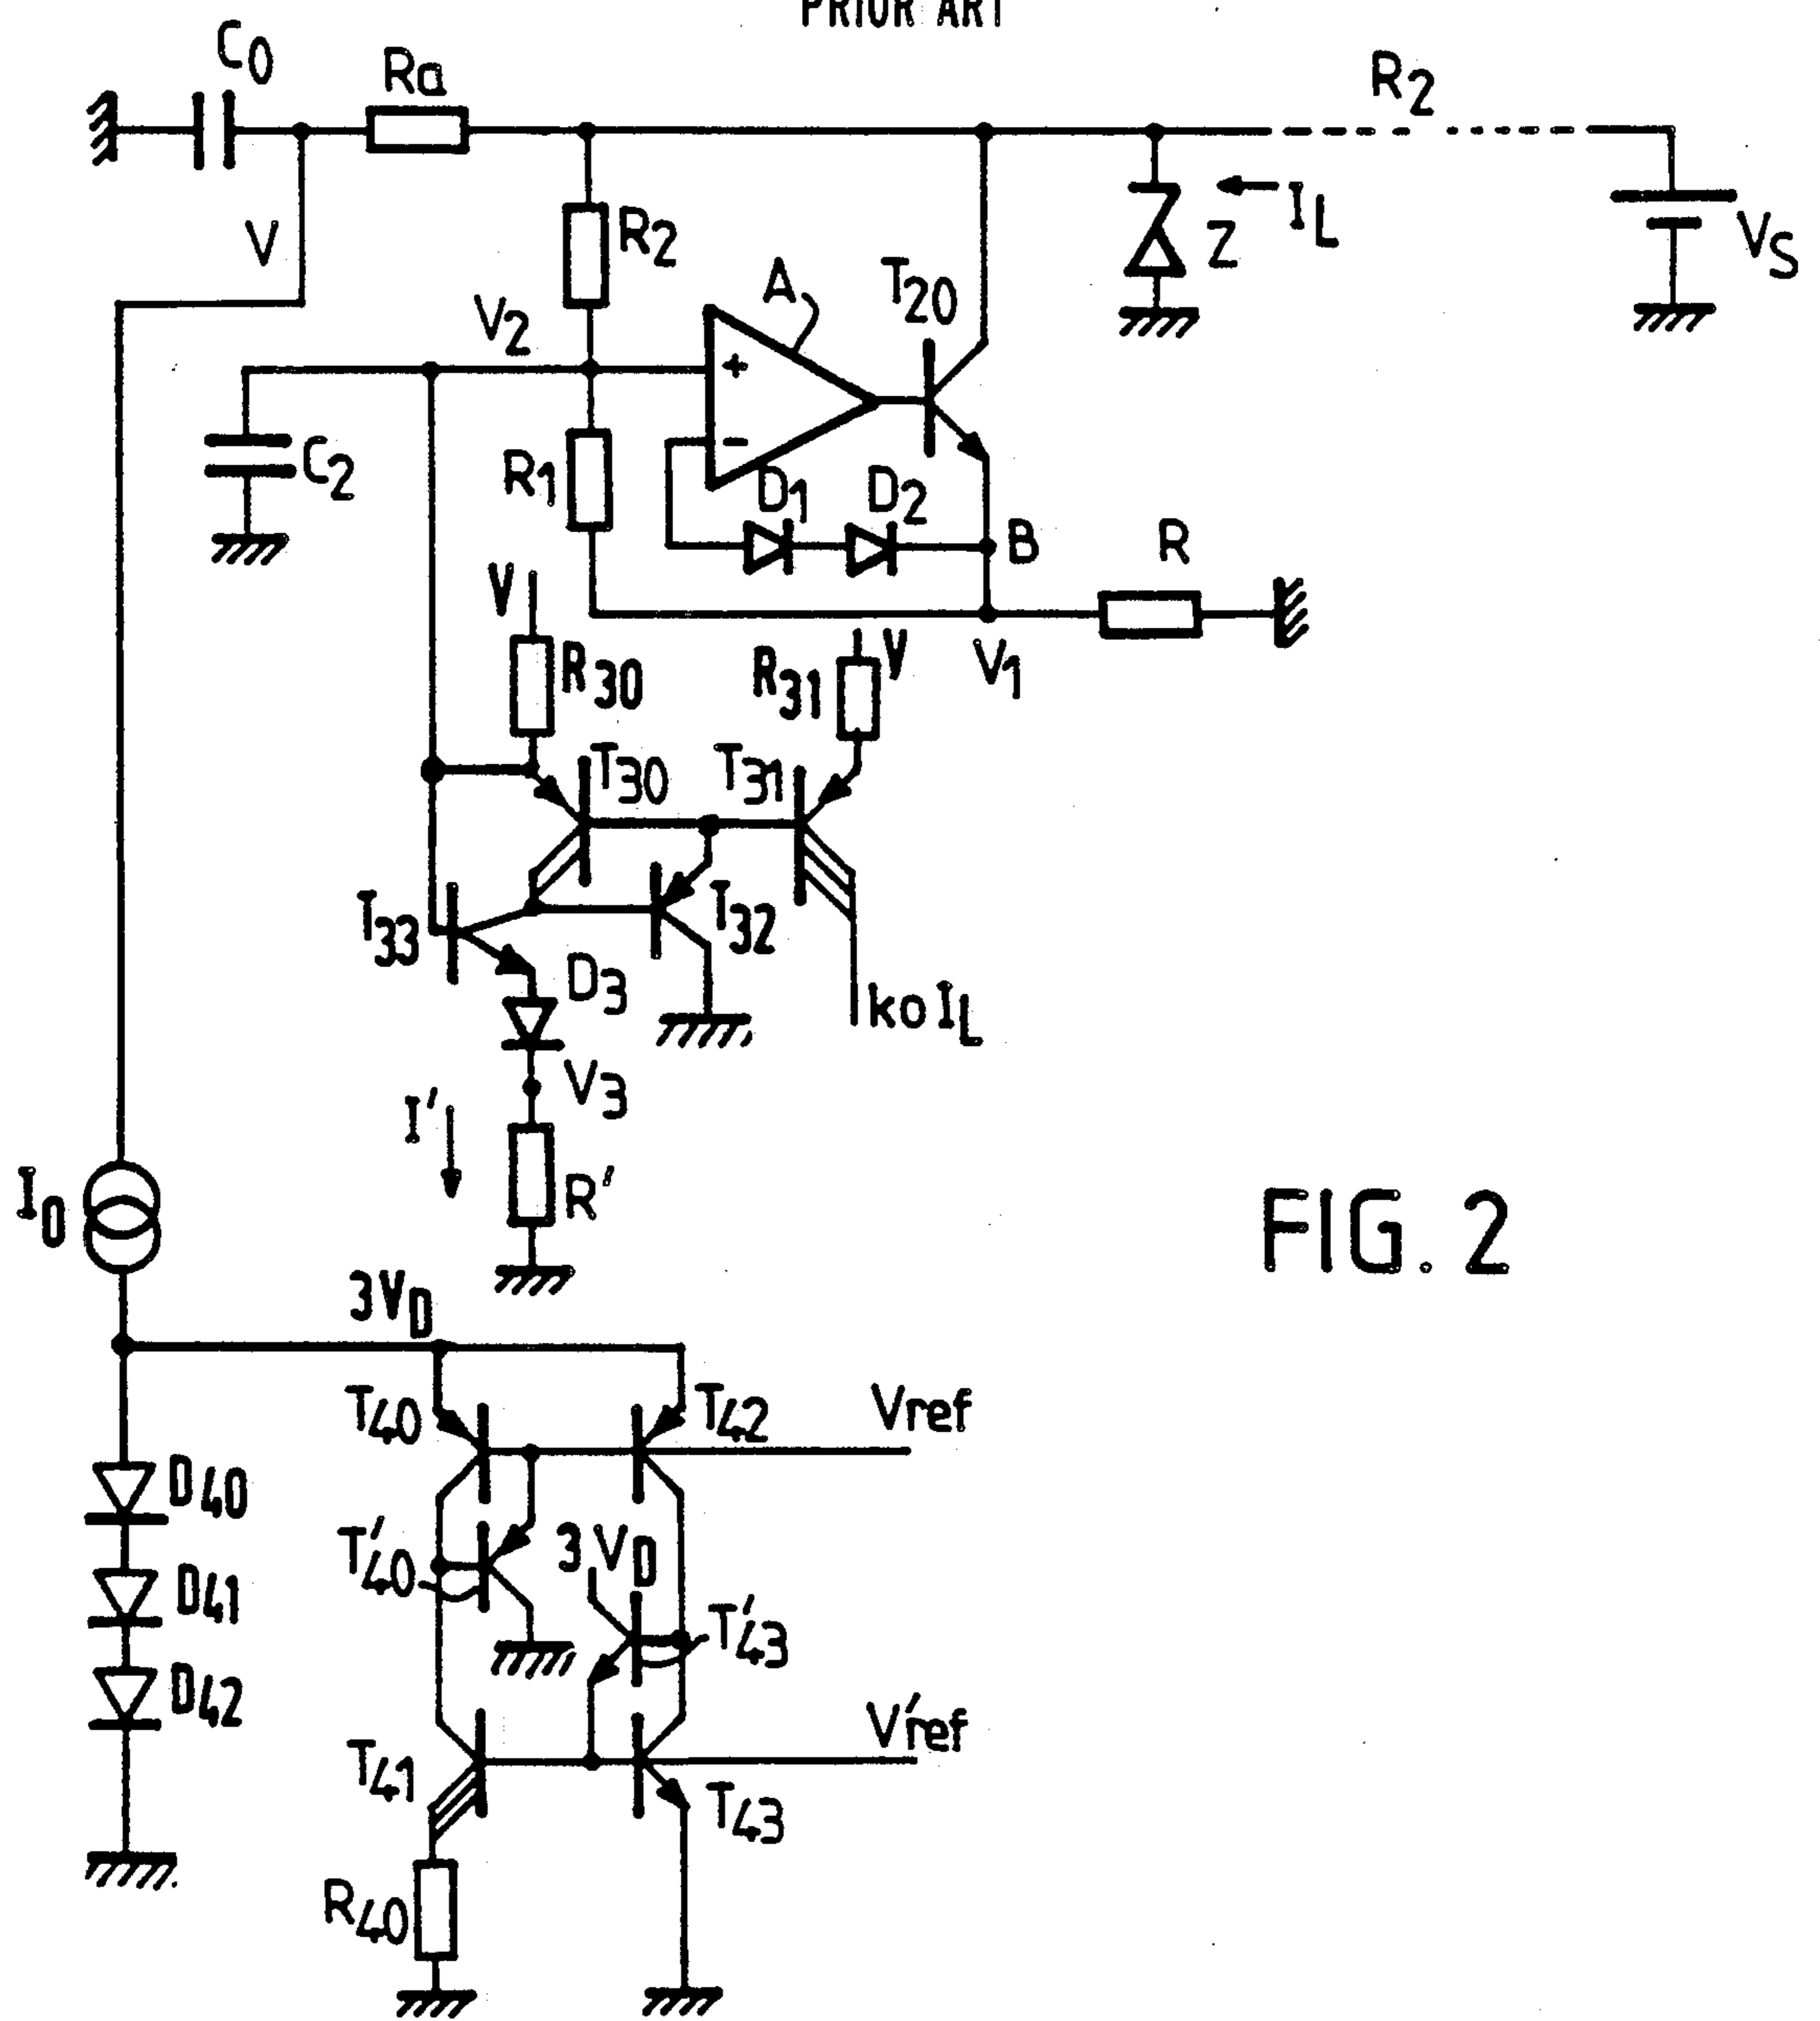 PRIOR ART
C0
Ra
R2
V
R2
V2
A
T20
Z
IL
VS
+
-
C2
R1
D1
D2
B
R
V
R30
R31
V
V1
T30
T31
T33
T32
D3
koIL
V3
I'
R'
I0
FIG. 2
3VD
T40
T42
Vref
D40
T'40
3VD
D41
T'43
D42
V'ref
T41
T43
R40